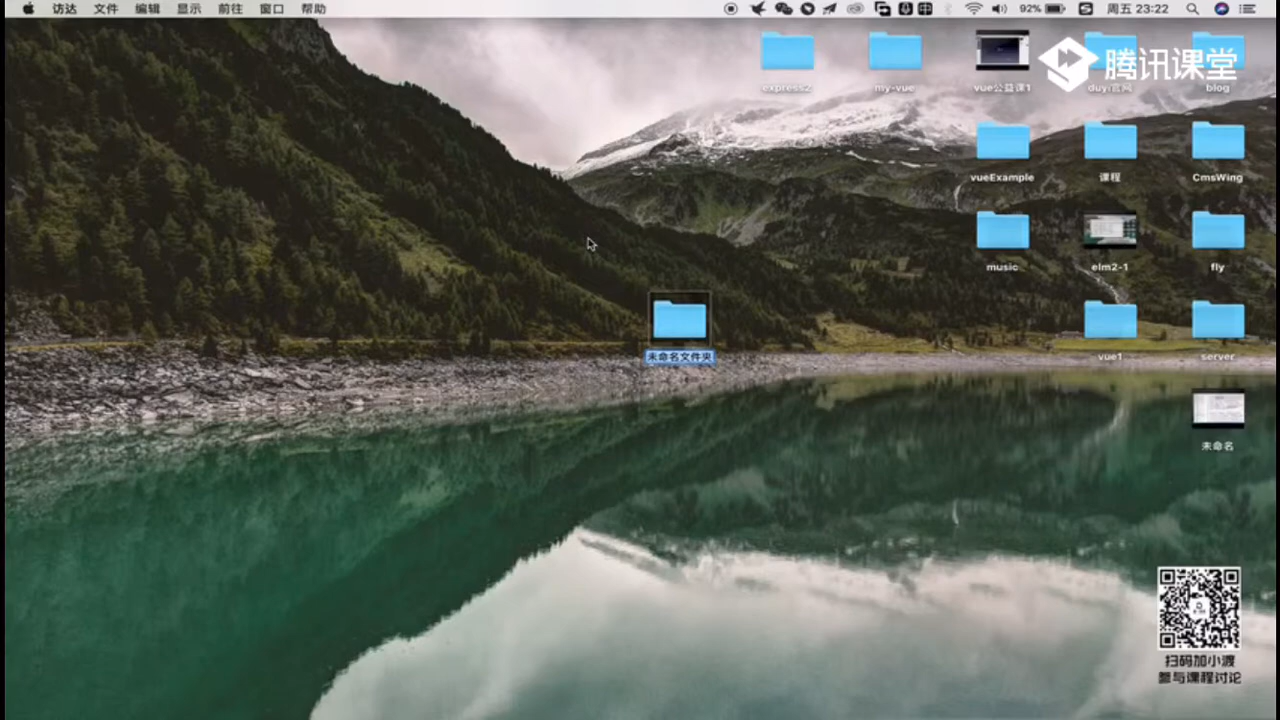 访达 文件 编辑 显示 前往 窗口 帮助
92% 周五 23:22
腾讯课堂
express2 my-vue vue公益课1 duyi官网 blog
vueExample 课程 CmsWing
music elm2-1 fly
未命名文件夹 vue1 server
未命名
扫码加小渡
参与课程讨论